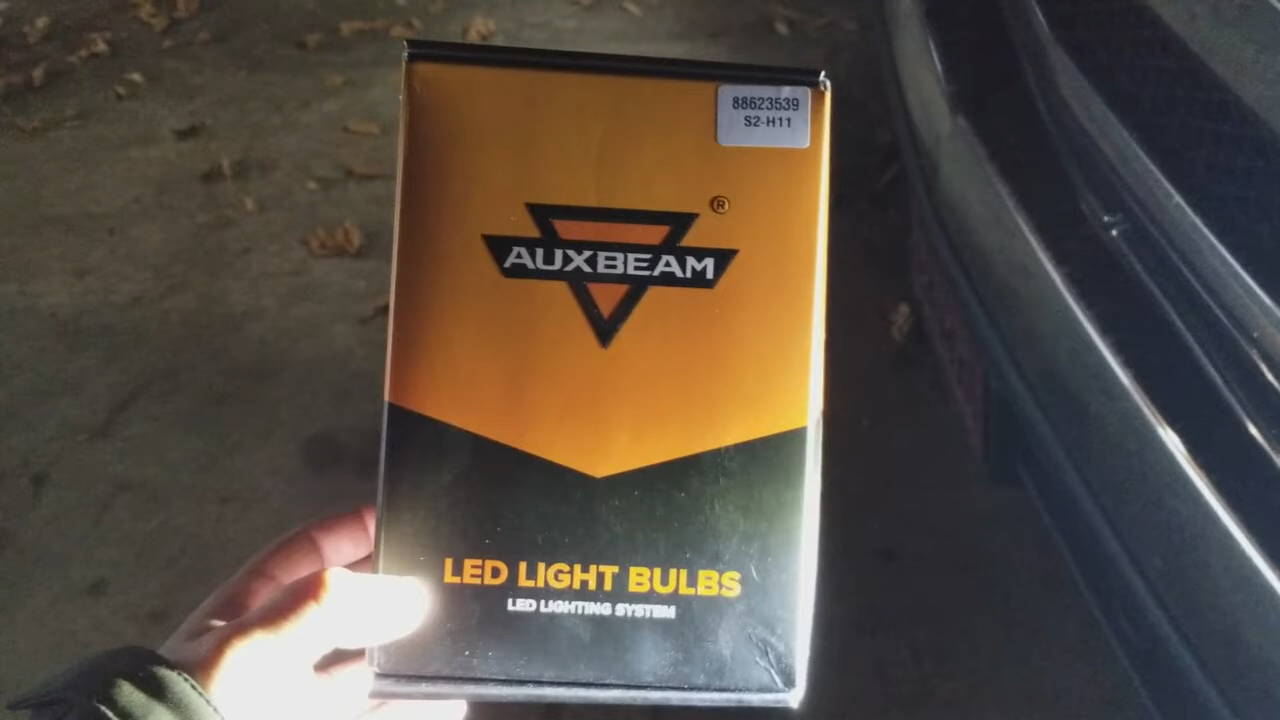 88623539
S2-H11
®
AUXBEAM
LED LIGHT BULBS
LED LIGHTING SYSTEM